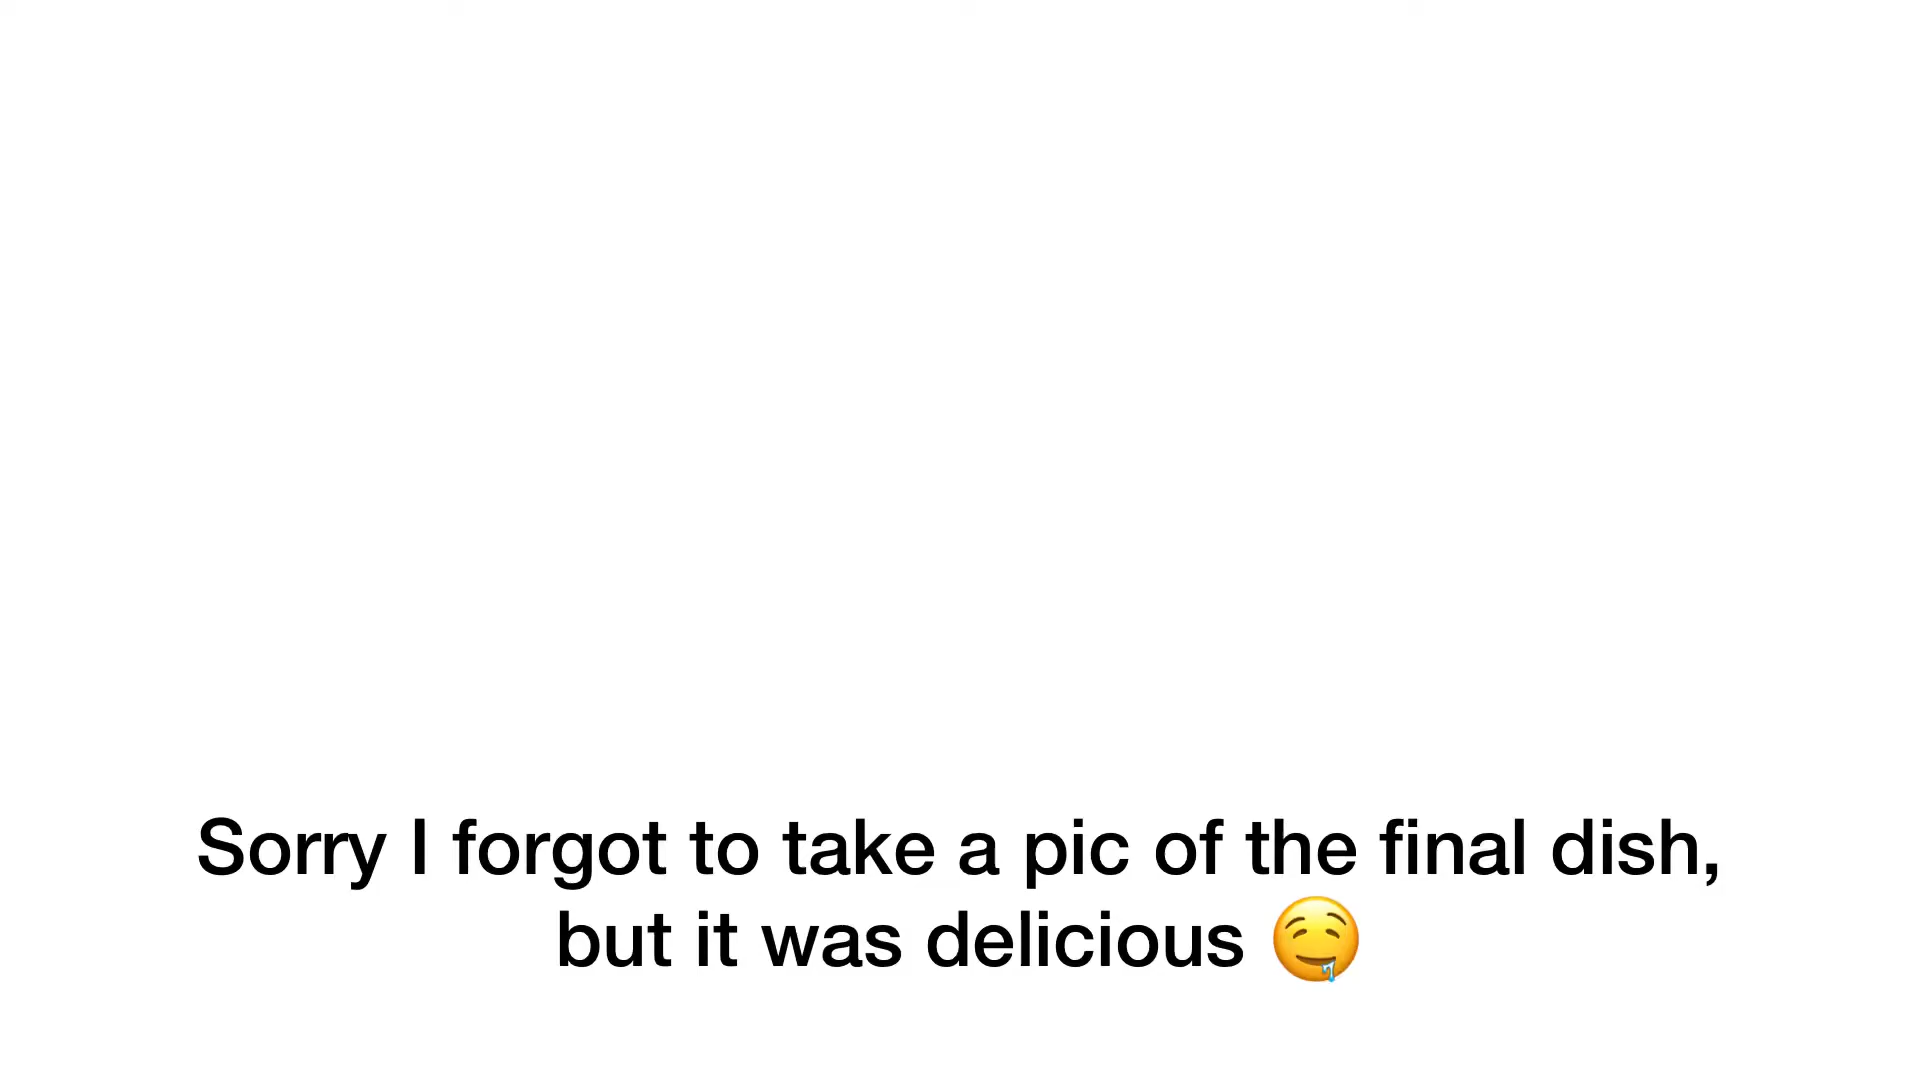 Sorry I forgot to take a pic of the final dish,
but it was delicious 🤤